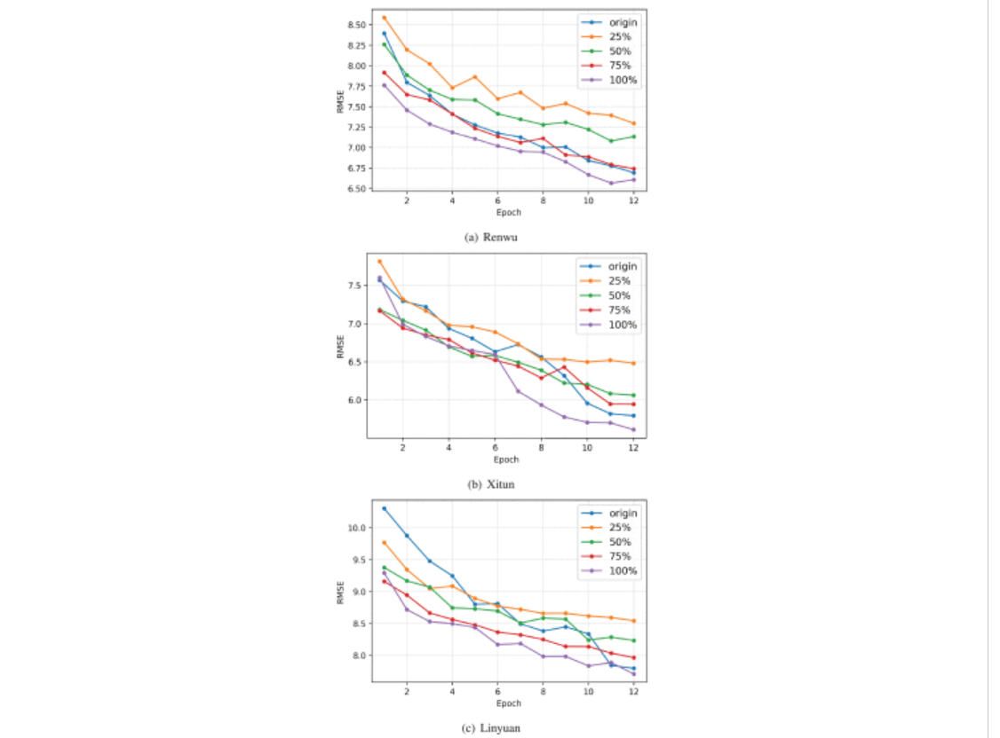 8.50
8.25
8.00
7.75
7.50
7.25
7.00
6.75
6.50
RMSE
origin
25%
50%
75%
100%
2 4 6 8 10 12
Epoch
(a) Renwu
7.5
7.0
6.5
6.0
RMSE
origin
25%
50%
75%
100%
2 4 6 8 10 12
Epoch
(b) Xitun
10.0
9.5
9.0
8.5
8.0
RMSE
origin
25%
50%
75%
100%
2 4 6 8 10 12
Epoch
(c) Linyuan